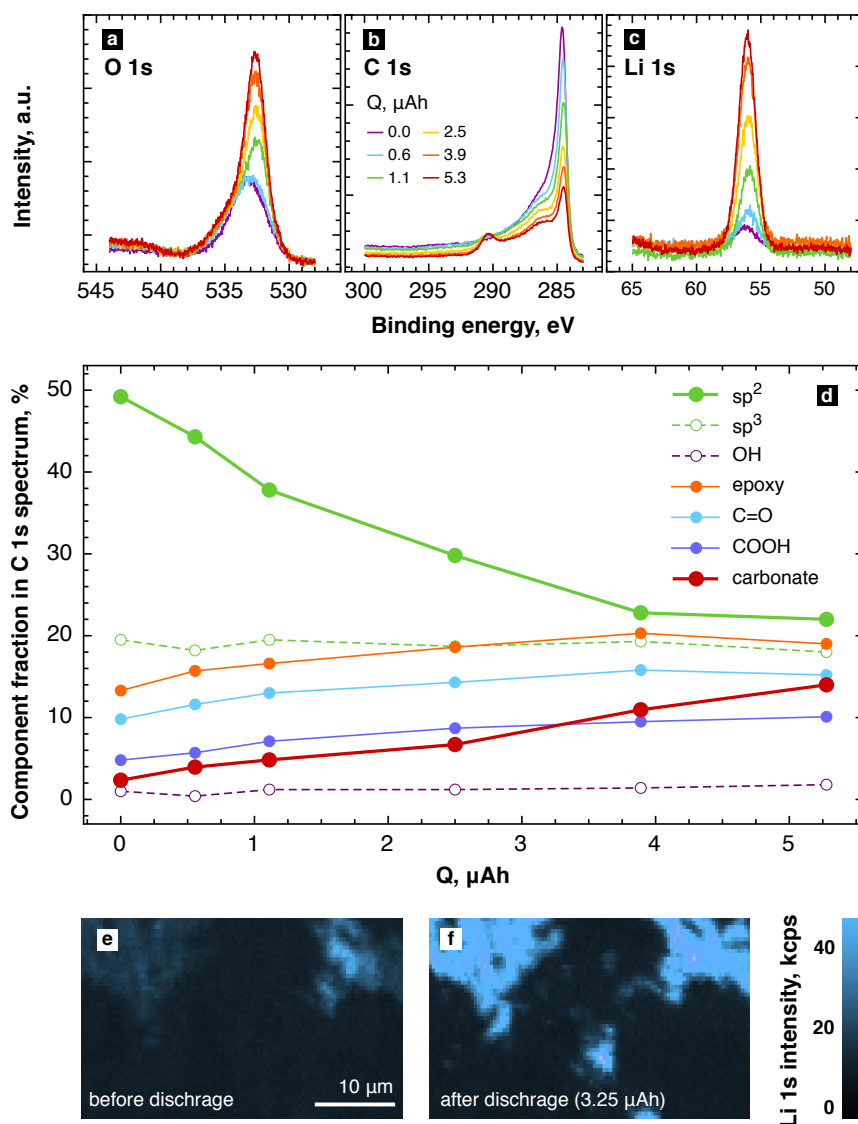 a
O 1s
b
C 1s
c
Li 1s
Q, µAh
0.0
2.5
0.6
3.9
1.1
5.3
Intensity, a.u.
545
540
535
530
300
295
290
285
65
60
55
50
Binding energy, eV
d
sp²
sp³
OH
epoxy
C=O
COOH
carbonate
Component fraction in C 1s spectrum, %
50
40
30
20
10
0
0
1
2
3
4
5
Q, µAh
e
before dischrage
10 µm
f
after dischrage (3.25 µAh)
Li 1s intensity, kcps
40
20
0